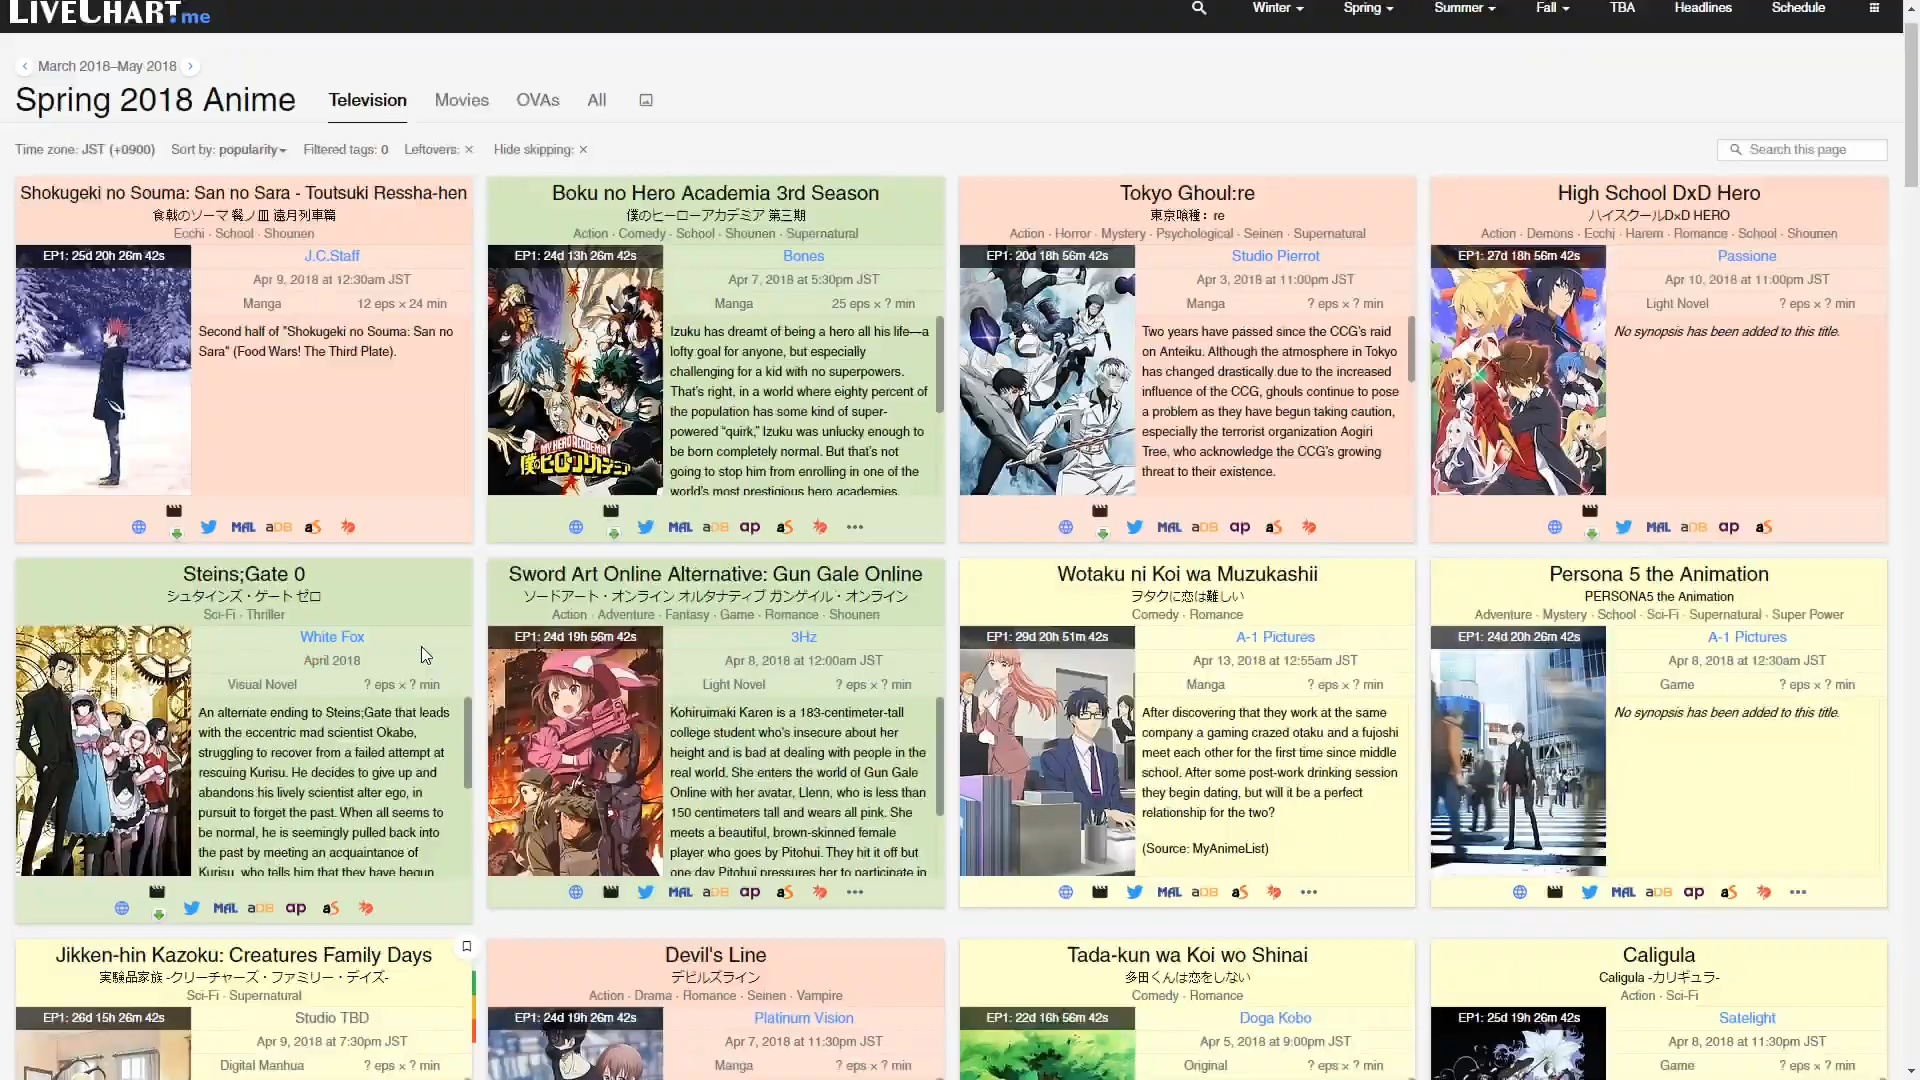 LIVECHART.me
Winter
Spring
Summer
Fall
TBA
Headlines
Schedule
March 2018–May 2018
Spring 2018 Anime
Television
Movies
OVAs
All
Time zone: JST (+0900)
Sort by: popularity
Filtered tags: 0
Leftovers: ×
Hide skipping: ×
Search this page
Shokugeki no Souma: San no Sara - Toutsuki Ressha-hen
食戟のソーマ 餐ノ皿 遠月列車篇
Ecchi · School · Shounen
EP1: 25d 20h 26m 42s
J.C.Staff
Apr 9, 2018 at 12:30am JST
Manga
12 eps × 24 min
Second half of "Shokugeki no Souma: San no
Sara" (Food Wars! The Third Plate).
MAL aDB aS
Boku no Hero Academia 3rd Season
僕のヒーローアカデミア 第三期
Action · Comedy · School · Shounen · Supernatural
EP1: 24d 13h 26m 42s
Bones
Apr 7, 2018 at 5:30pm JST
Manga
25 eps × ? min
Izuku has dreamt of being a hero all his life—a
lofty goal for anyone, but especially
challenging for a kid with no superpowers.
That's right, in a world where eighty percent of
the population has some kind of super-
powered “quirk,” Izuku was unlucky enough to
be born completely normal. But that's not
going to stop him from enrolling in one of the
world's most prestigious hero academies.
MY HERO ACADEMIA
僕のヒーローアカデミア
MAL aDB ap aS
Tokyo Ghoul:re
東京喰種：re
Action · Horror · Mystery · Psychological · Seinen · Supernatural
EP1: 20d 18h 56m 42s
Studio Pierrot
Apr 3, 2018 at 11:00pm JST
Manga
? eps × ? min
Two years have passed since the CCG's raid
on Anteiku. Although the atmosphere in Tokyo
has changed drastically due to the increased
influence of the CCG, ghouls continue to pose
a problem as they have begun taking caution,
especially the terrorist organization Aogiri
Tree, who acknowledge the CCG's growing
threat to their existence.
MAL aDB ap aS
High School DxD Hero
ハイスクールD×D HERO
Action · Demons · Ecchi · Harem · Romance · School · Shounen
EP1: 27d 18h 56m 42s
Passione
Apr 10, 2018 at 11:00pm JST
Light Novel
? eps × ? min
No synopsis has been added to this title.
MAL aDB ap aS
Steins;Gate 0
シュタインズ・ゲート ゼロ
Sci-Fi · Thriller
White Fox
April 2018
Visual Novel
? eps × ? min
An alternate ending to Steins;Gate that leads
with the eccentric mad scientist Okabe,
struggling to recover from a failed attempt at
rescuing Kurisu. He decides to give up and
abandons his lively scientist alter ego, in
pursuit to forget the past. When all seems to
be normal, he is seemingly pulled back into
the past by meeting an acquaintance of
Kurisu, who tells him that they have begun
MAL aDB ap aS
Sword Art Online Alternative: Gun Gale Online
ソードアート・オンライン オルタナティブ ガンゲイル・オンライン
Action · Adventure · Fantasy · Game · Romance · Shounen
EP1: 24d 19h 56m 42s
3Hz
Apr 8, 2018 at 12:00am JST
Light Novel
? eps × ? min
Kohiruimaki Karen is a 183-centimeter-tall
college student who's insecure about her
height and is bad at dealing with people in the
real world. She enters the world of Gun Gale
Online with her avatar, Llenn, who is less than
150 centimeters tall and wears all pink. She
meets a beautiful, brown-skinned female
player who goes by Pitohui. They hit it off but
one day Pitohui pressures her to participate in
MAL aDB ap aS
Wotaku ni Koi wa Muzukashii
ヲタクに恋は難しい
Comedy · Romance
EP1: 29d 20h 51m 42s
A-1 Pictures
Apr 13, 2018 at 12:55am JST
Manga
? eps × ? min
After discovering that they work at the same
company a gaming crazed otaku and a fujoshi
meet each other for the first time since middle
school. After some post-work drinking session
they begin dating, but will it be a perfect
relationship for the two?
(Source: MyAnimeList)
MAL aDB aS
Persona 5 the Animation
PERSONA5 the Animation
Adventure · Mystery · School · Sci-Fi · Supernatural · Super Power
EP1: 24d 20h 26m 42s
A-1 Pictures
Apr 8, 2018 at 12:30am JST
Game
? eps × ? min
No synopsis has been added to this title.
MAL aDB ap aS
Jikken-hin Kazoku: Creatures Family Days
実験品家族 -クリーチャーズ・ファミリー・デイズ-
Sci-Fi · Supernatural
EP1: 26d 15h 26m 42s
Studio TBD
Apr 9, 2018 at 7:30pm JST
Digital Manhua
? eps × ? min
Devil's Line
デビルズライン
Action · Drama · Romance · Seinen · Vampire
EP1: 24d 19h 26m 42s
Platinum Vision
Apr 7, 2018 at 11:30pm JST
Manga
? eps × ? min
Tada-kun wa Koi wo Shinai
多田くんは恋をしない
Comedy · Romance
EP1: 22d 16h 56m 42s
Doga Kobo
Apr 5, 2018 at 9:00pm JST
Original
? eps × ? min
Caligula
Caligula -カリギュラ-
Action · Sci-Fi
EP1: 25d 19h 26m 42s
Satelight
Apr 8, 2018 at 11:30pm JST
Game
? eps × ? min